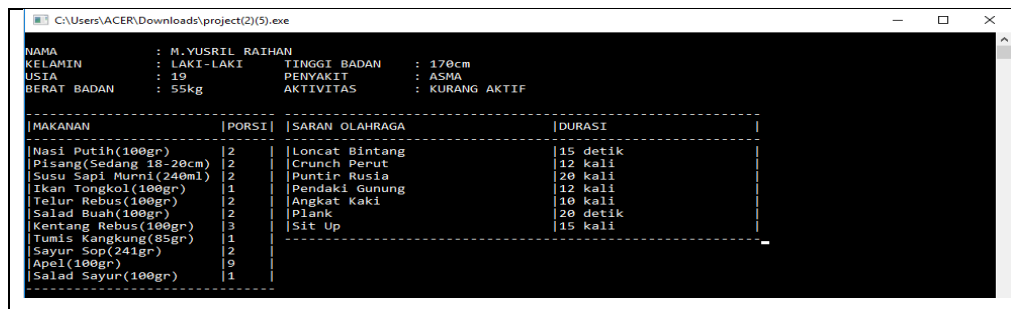 C:\Users\ACER\Downloads\project(2)(5).exe
NAMA : M.YUSRIL RAIHAN
KELAMIN : LAKI-LAKI TINGGI BADAN : 170cm
USIA : 19 PENYAKIT : ASMA
BERAT BADAN : 55kg AKTIVITAS : KURANG AKTIF
|MAKANAN |PORSI| |SARAN OLAHRAGA |DURASI |
|Nasi Putih(100gr) |2 | |Loncat Bintang |15 detik |
|Pisang(Sedang 18-20cm) |2 | |Crunch Perut |12 kali |
|Susu Sapi Murni(240ml) |2 | |Puntir Rusia |20 kali |
|Ikan Tongkol(100gr) |1 | |Pendaki Gunung |12 kali |
|Telur Rebus(100gr) |2 | |Angkat Kaki |10 kali |
|Salad Buah(100gr) |2 | |Plank |20 detik |
|Kentang Rebus(100gr) |3 | |Sit Up |15 kali |
|Tumis Kangkung(85gr) |1 |
|Sayur Sop(241gr) |2 |
|Apel(100gr) |9 |
|Salad Sayur(100gr) |1 |